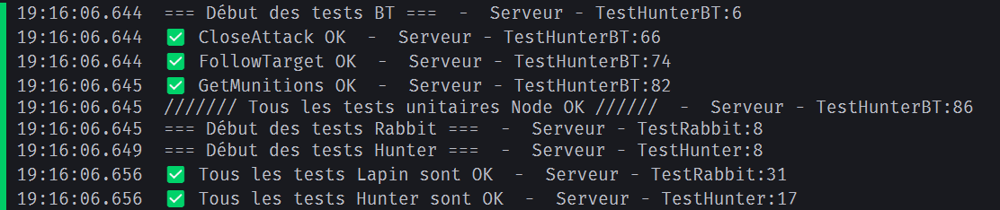 19:16:06.644 === Début des tests BT === - Serveur - TestHunterBT:6
19:16:06.644 ✅ CloseAttack OK - Serveur - TestHunterBT:66
19:16:06.644 ✅ FollowTarget OK - Serveur - TestHunterBT:74
19:16:06.645 ✅ GetMunitions OK - Serveur - TestHunterBT:82
19:16:06.645 /////// Tous les tests unitaires Node OK ////// - Serveur - TestHunterBT:86
19:16:06.645 === Début des tests Rabbit === - Serveur - TestRabbit:8
19:16:06.649 === Début des tests Hunter === - Serveur - TestHunter:8
19:16:06.656 ✅ Tous les tests Lapin sont OK - Serveur - TestRabbit:31
19:16:06.656 ✅ Tous les tests Hunter sont OK - Serveur - TestHunter:17